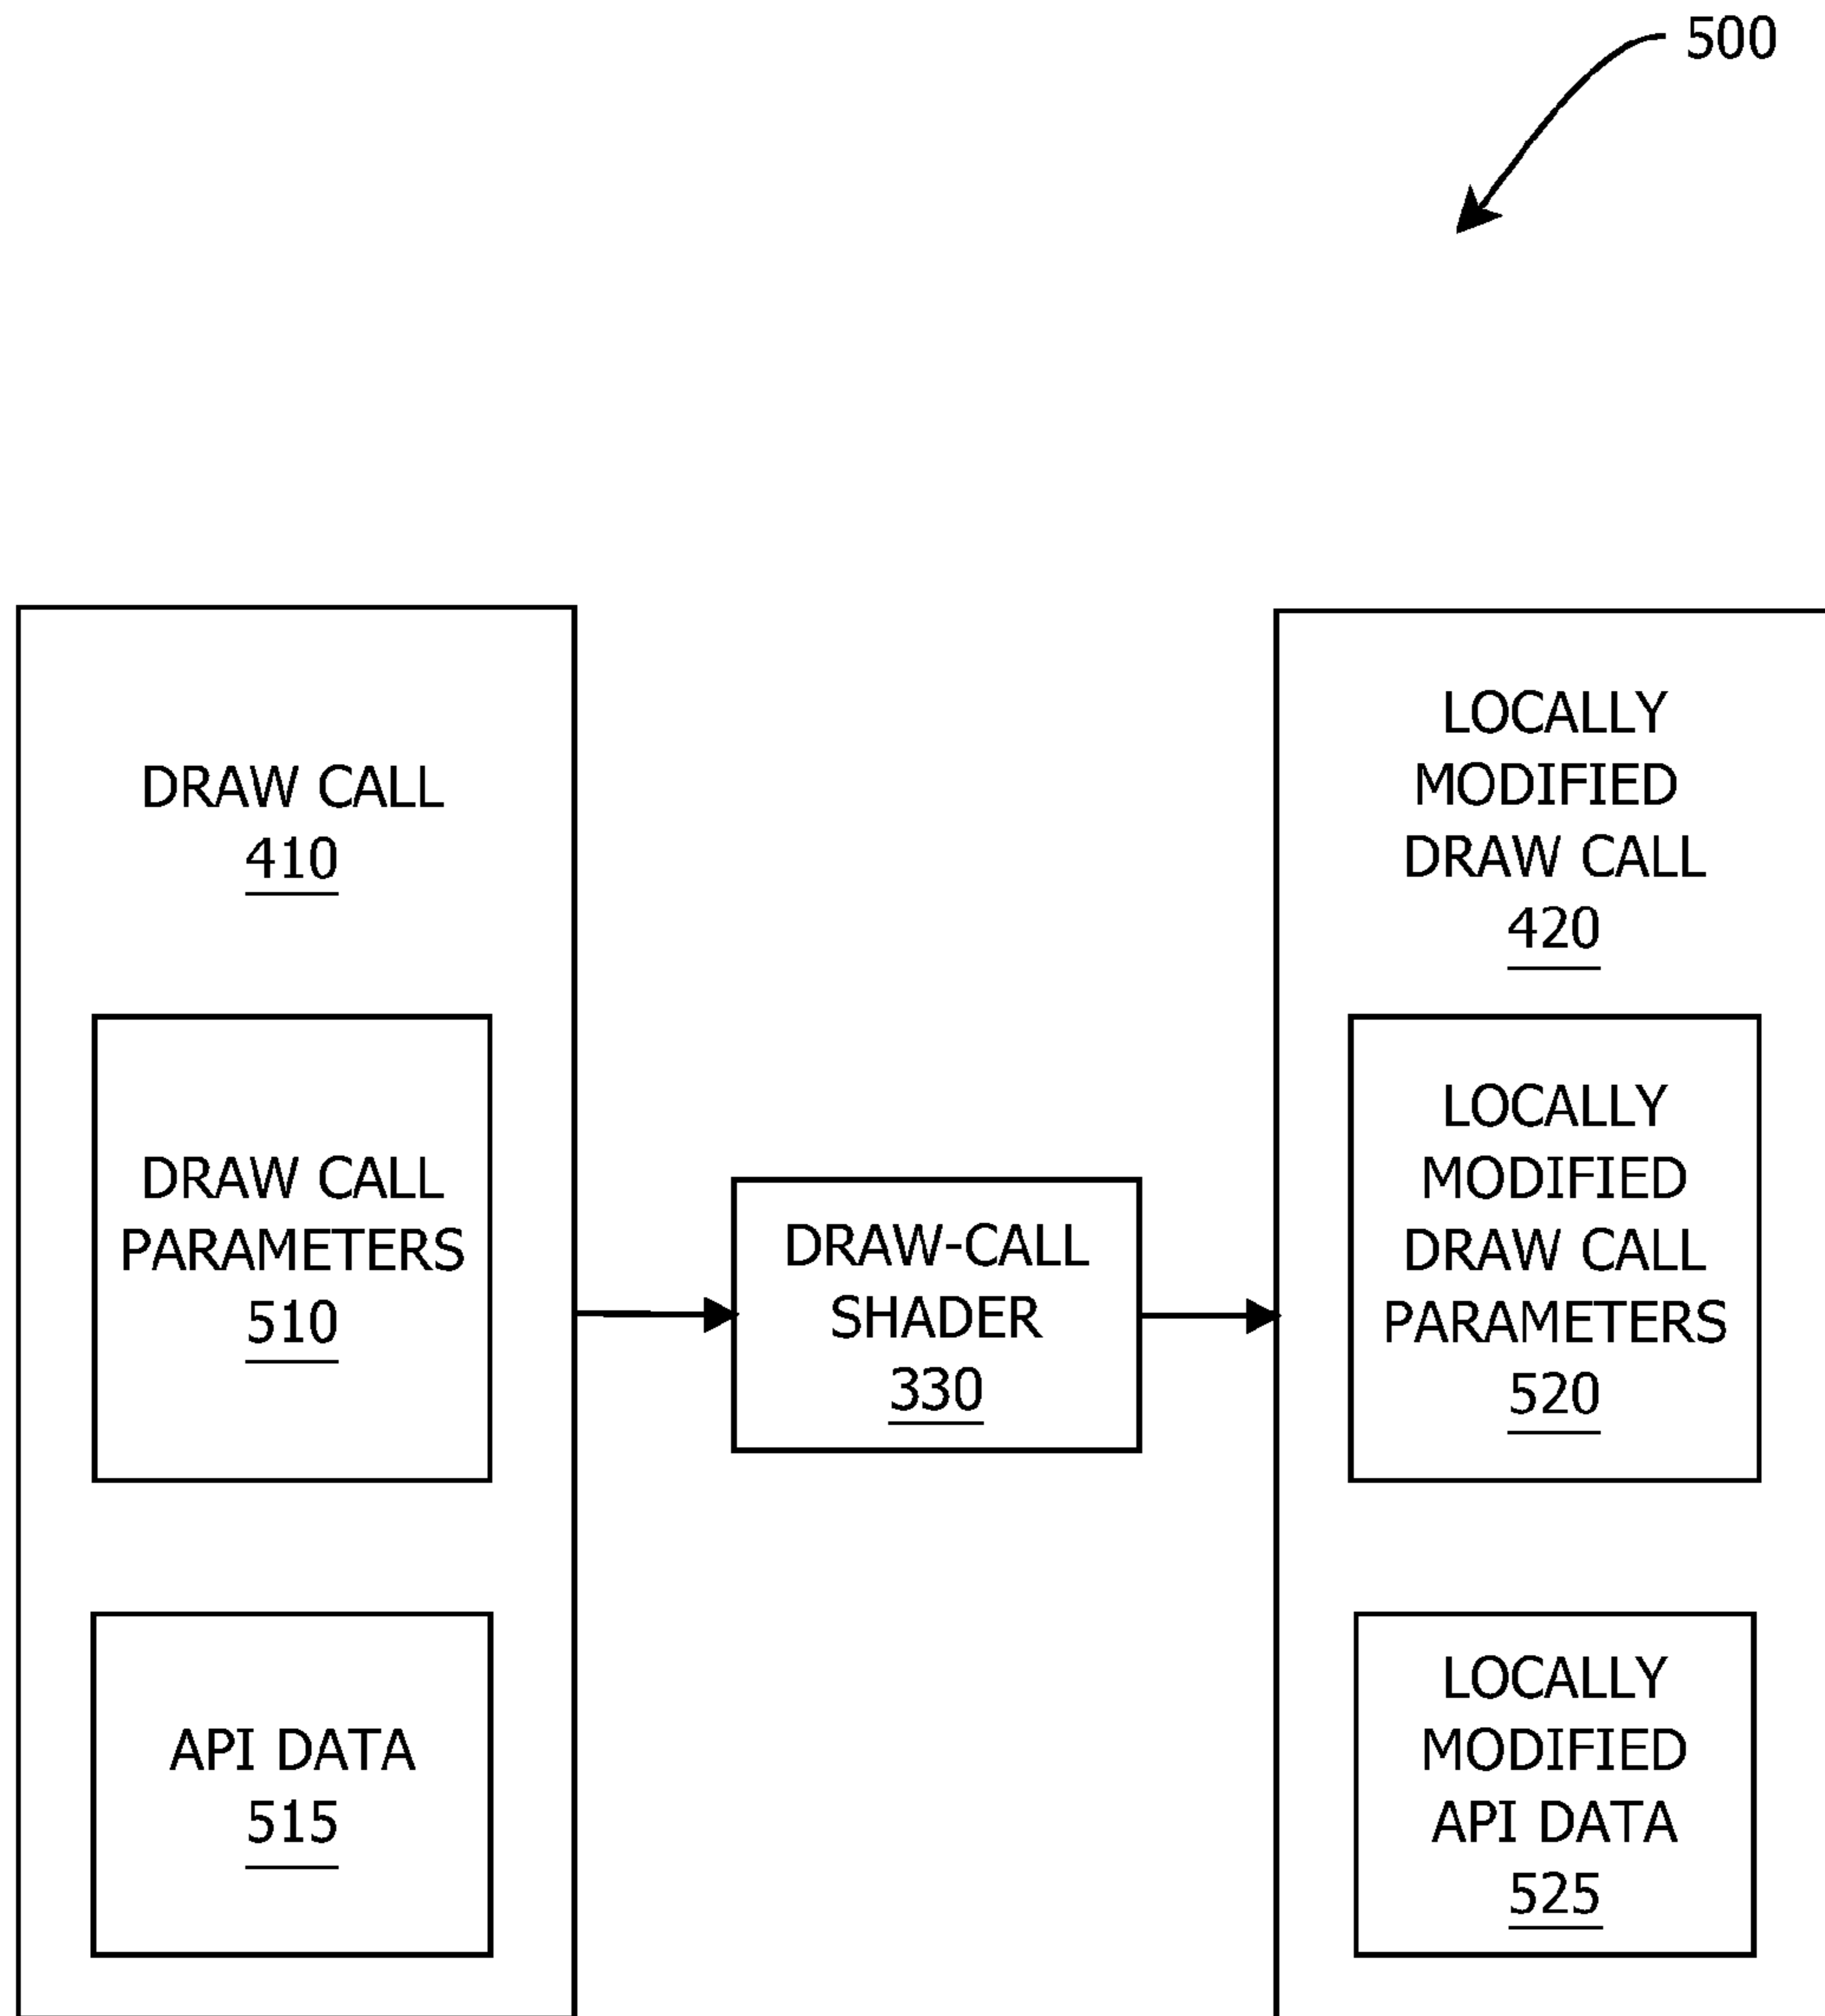 500
DRAW CALL
410
DRAW CALL
PARAMETERS
510
API DATA
515
DRAW-CALL
SHADER
330
LOCALLY
MODIFIED
DRAW CALL
420
LOCALLY
MODIFIED
DRAW CALL
PARAMETERS
520
LOCALLY
MODIFIED
API DATA
525